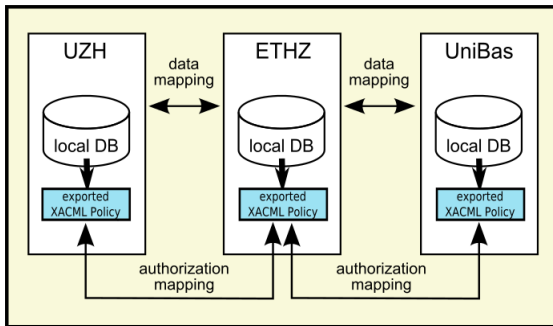 UZH
data
mapping
ETHZ
data
mapping
UniBas
local DB
local DB
local DB
exported
XACML Policy
exported
XACML Policy
exported
XACML Policy
authorization
mapping
authorization
mapping